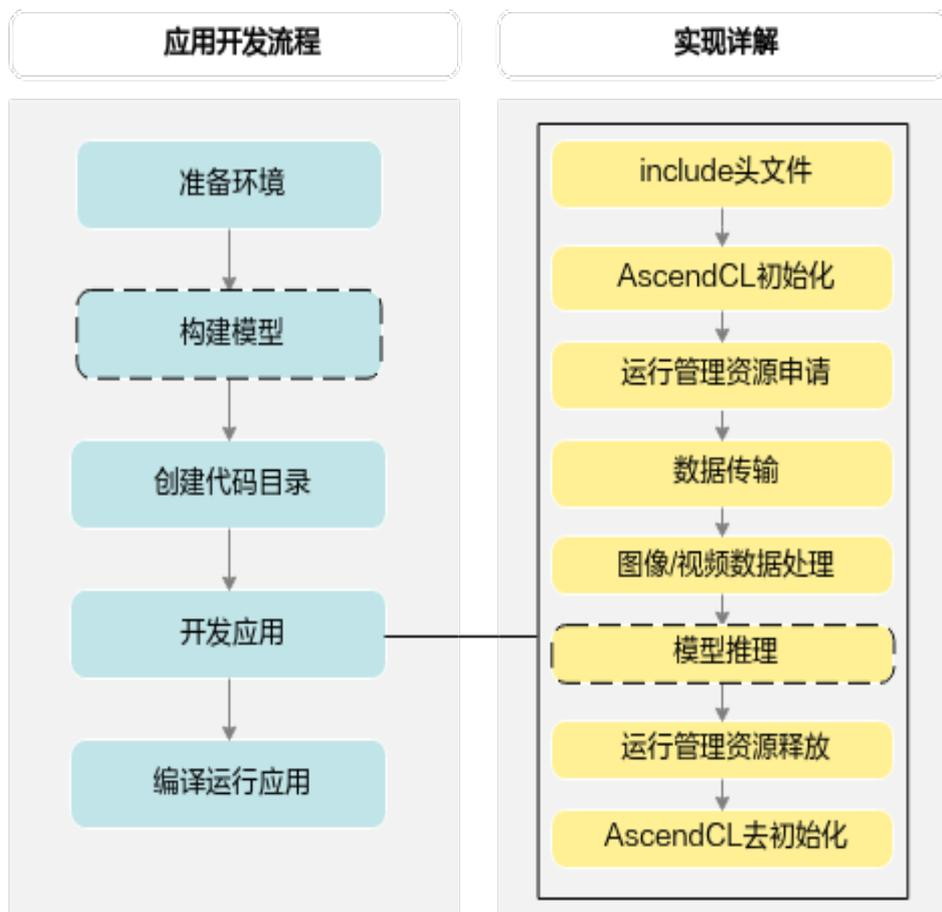 应用开发流程
实现详解
准备环境
构建模型
创建代码目录
开发应用
编译运行应用
include头文件
AscendCL初始化
运行管理资源申请
数据传输
图像/视频数据处理
模型推理
运行管理资源释放
AscendCL去初始化